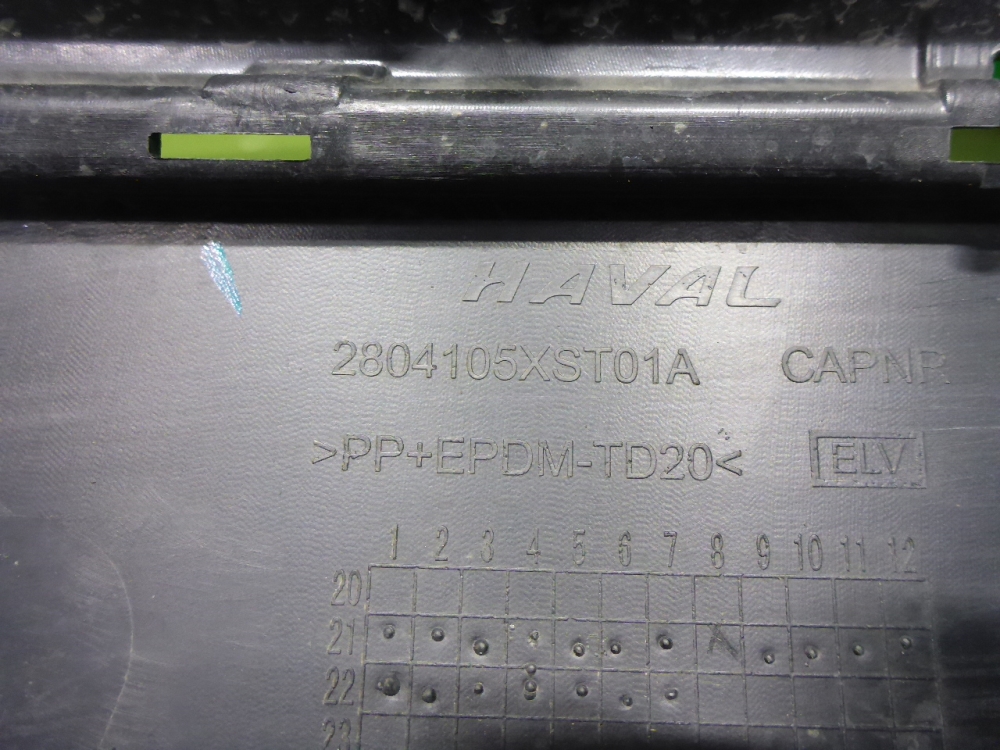 HAVAL
2804105XST01A CAPNR
>PP+EPDM-TD20< ELV
1 2 3 4 5 6 7 8 9 10 11 12
20
21
22
23